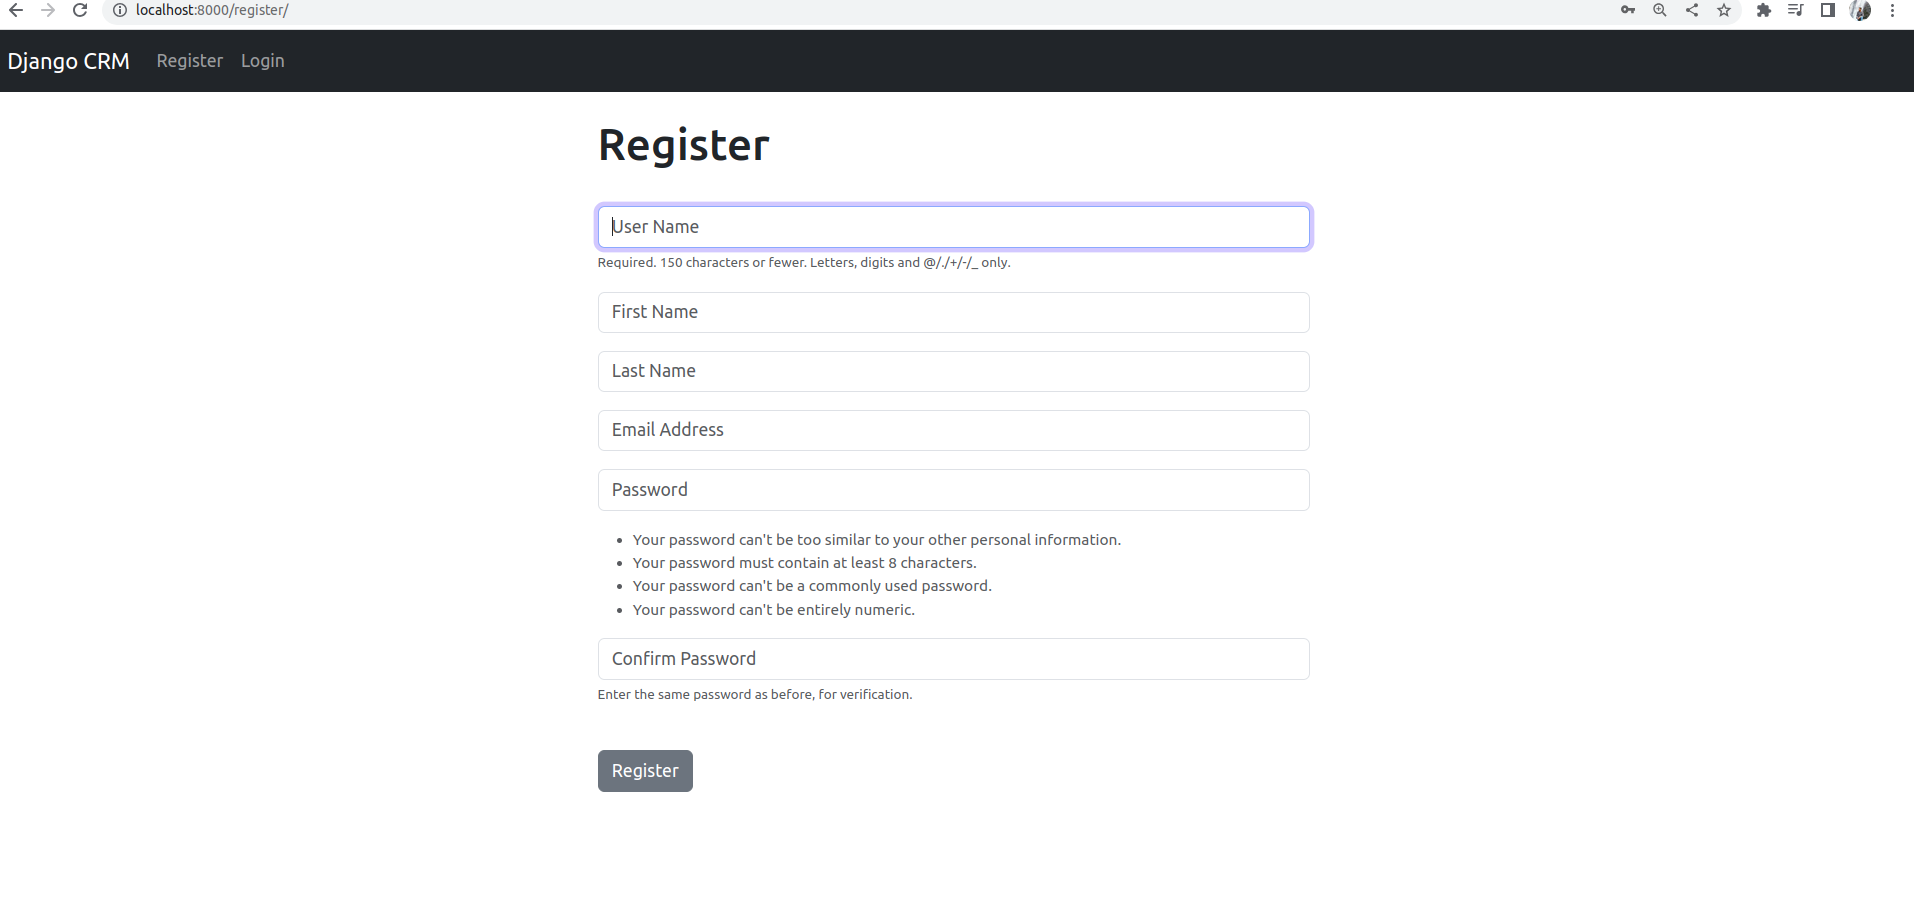 localhost:8000/register/
Django CRM Register Login
Register
User Name
Required. 150 characters or fewer. Letters, digits and @/./+/-/_ only.
First Name
Last Name
Email Address
Password
• Your password can't be too similar to your other personal information.
• Your password must contain at least 8 characters.
• Your password can't be a commonly used password.
• Your password can't be entirely numeric.
Confirm Password
Enter the same password as before, for verification.
Register